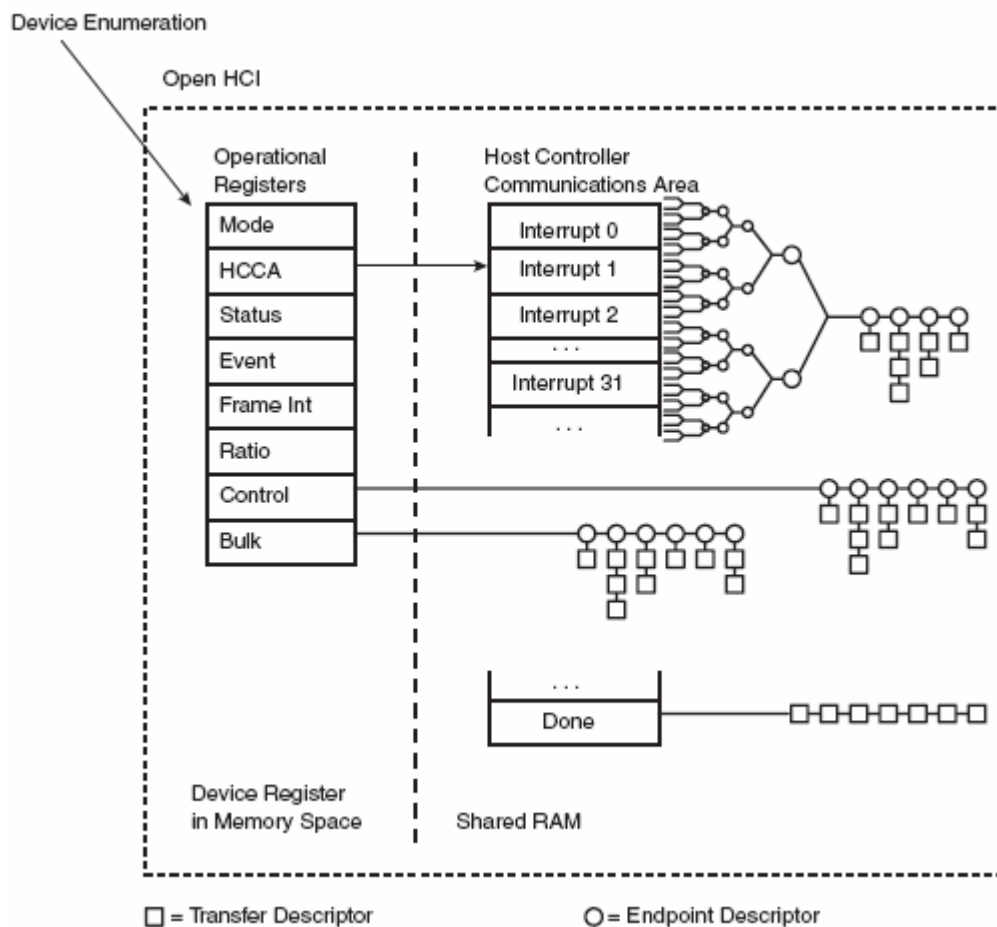 Device Enumeration
Open HCI
Operational
Registers
Host Controller
Communications Area
Mode
HCCA
Status
Event
Frame Int
Ratio
Control
Bulk
Interrupt 0
Interrupt 1
Interrupt 2
. . .
Interrupt 31
. . .
. . .
Done
Device Register
in Memory Space
Shared RAM
= Transfer Descriptor
= Endpoint Descriptor